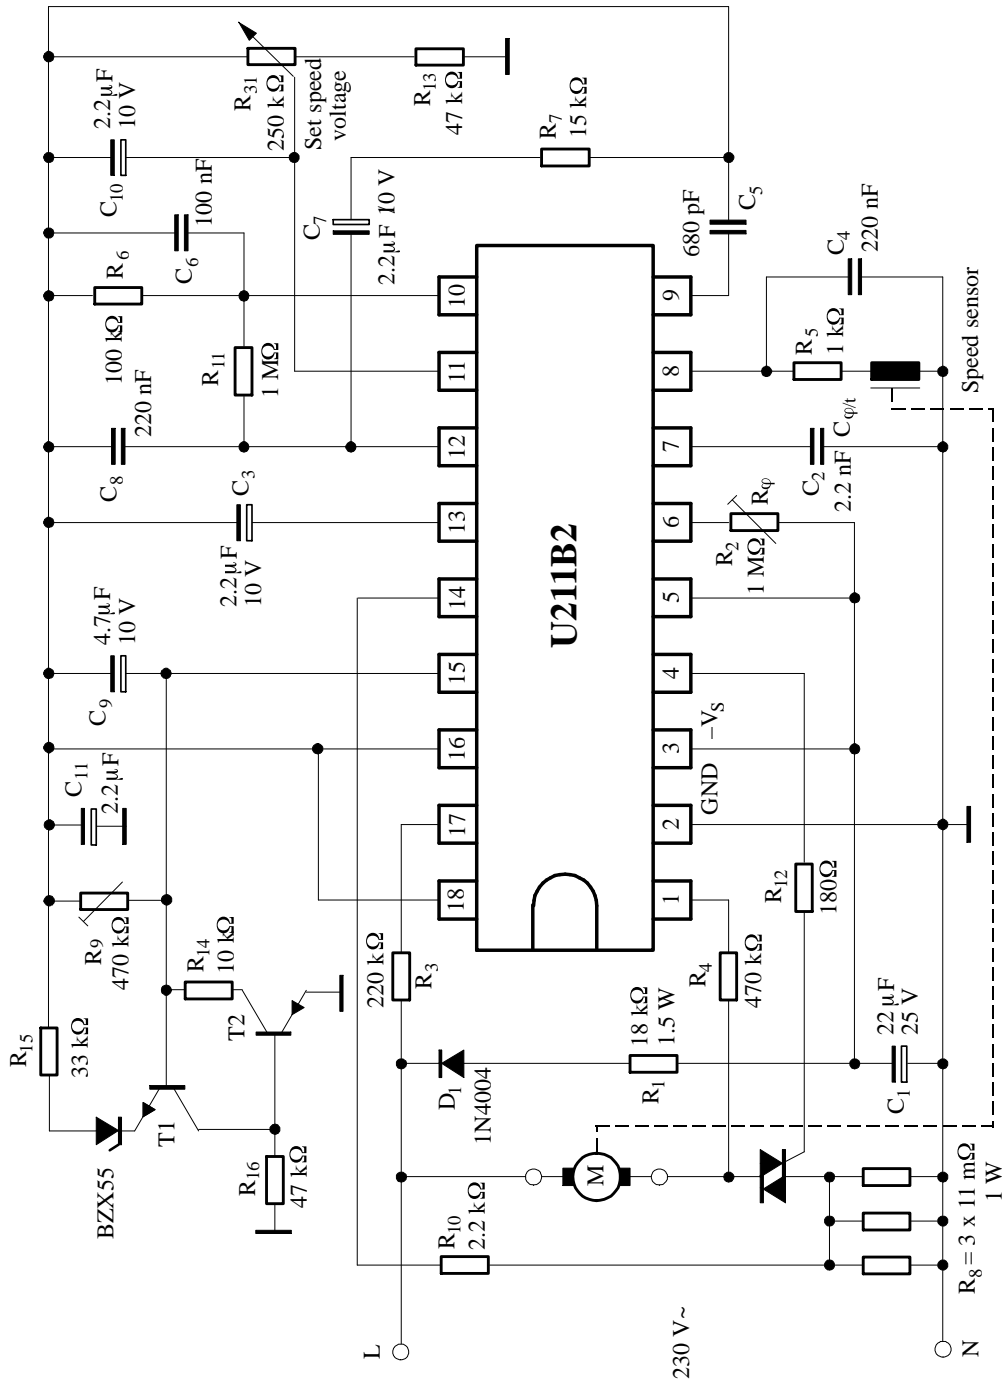 R15
33 kΩ
R9
470 kΩ
C11
2.2µF
C9
4.7µF
10 V
C8
220 nF
R6
100 kΩ
C10
2.2µF
10 V
BZX55
T1
R14
10 kΩ
T2
R16
47 kΩ
C3
2.2µF
10 V
C6
100 nF
R11
1 MΩ
R31
250 kΩ
Set speed
voltage
C7
2.2µF 10 V
R13
47 kΩ
L
R10
2.2 kΩ
D1
1N4004
220 kΩ
R3
18
17
16
15
14
13
12
11
10
U211B2
R7
15 kΩ
M
18 kΩ
1.5 W
R1
1
2
3
4
5
6
7
8
9
GND
–VS
680 pF
C5
230 V~
R4
470 kΩ
R12
180Ω
R2
1 MΩ
Rφ
C2
2.2 nF
Cφ/t
R5
1 kΩ
C4
220 nF
22 µF
25 V
C1
N
R8 = 3 x 11 mΩ
1 W
Speed sensor